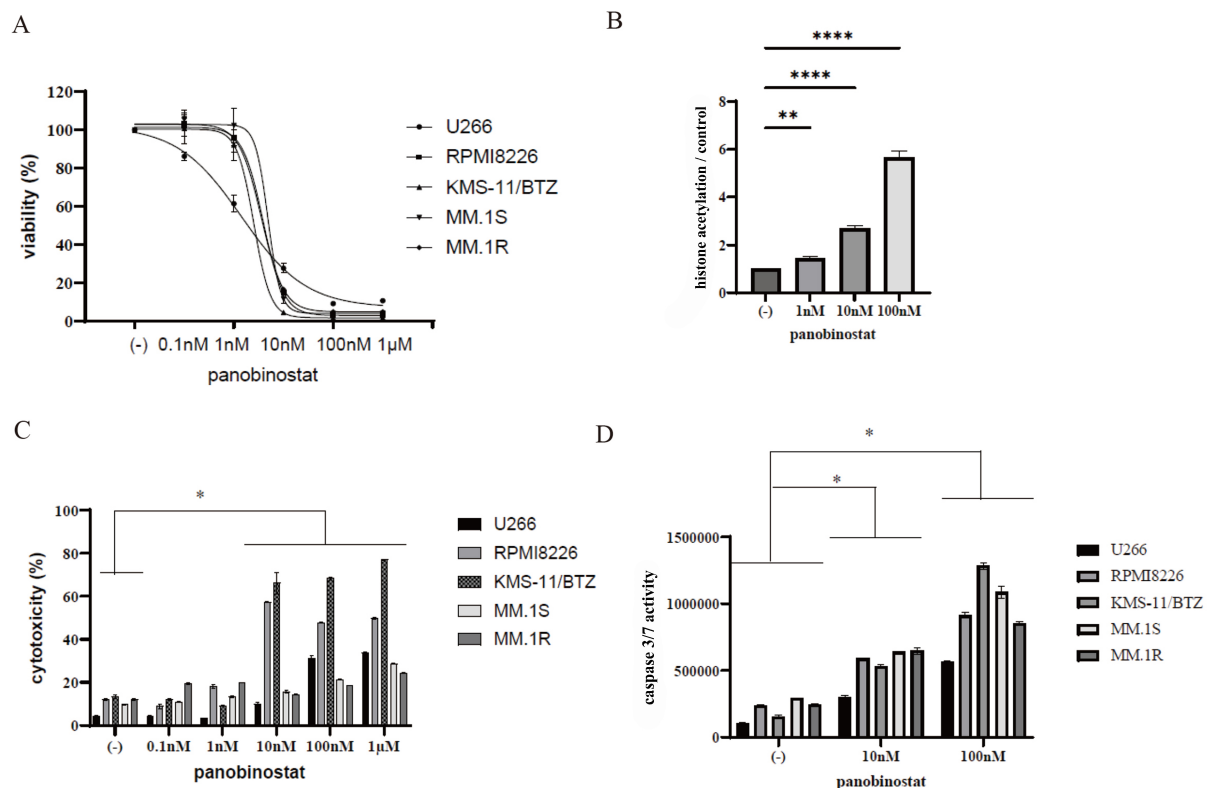 A
120
100
80
60
40
20
0
viability (%)
(-) 0.1nM 1nM 10nM 100nM 1μM
panobinostat
U266
RPMI8226
KMS-11/BTZ
MM.1S
MM.1R
B
****
****
**
8
6
4
2
0
histone acetylation / control
(-) 1nM 10nM 100nM
panobinostat
C
*
100
80
60
40
20
0
cytotoxicity (%)
(-) 0.1nM 1nM 10nM 100nM 1μM
panobinostat
U266
RPMI8226
KMS-11/BTZ
MM.1S
MM.1R
D
*
*
1500000
1000000
500000
0
caspase 3/7 activity
(-) 10nM 100nM
panobinostat
U266
RPMI8226
KMS-11/BTZ
MM.1S
MM.1R